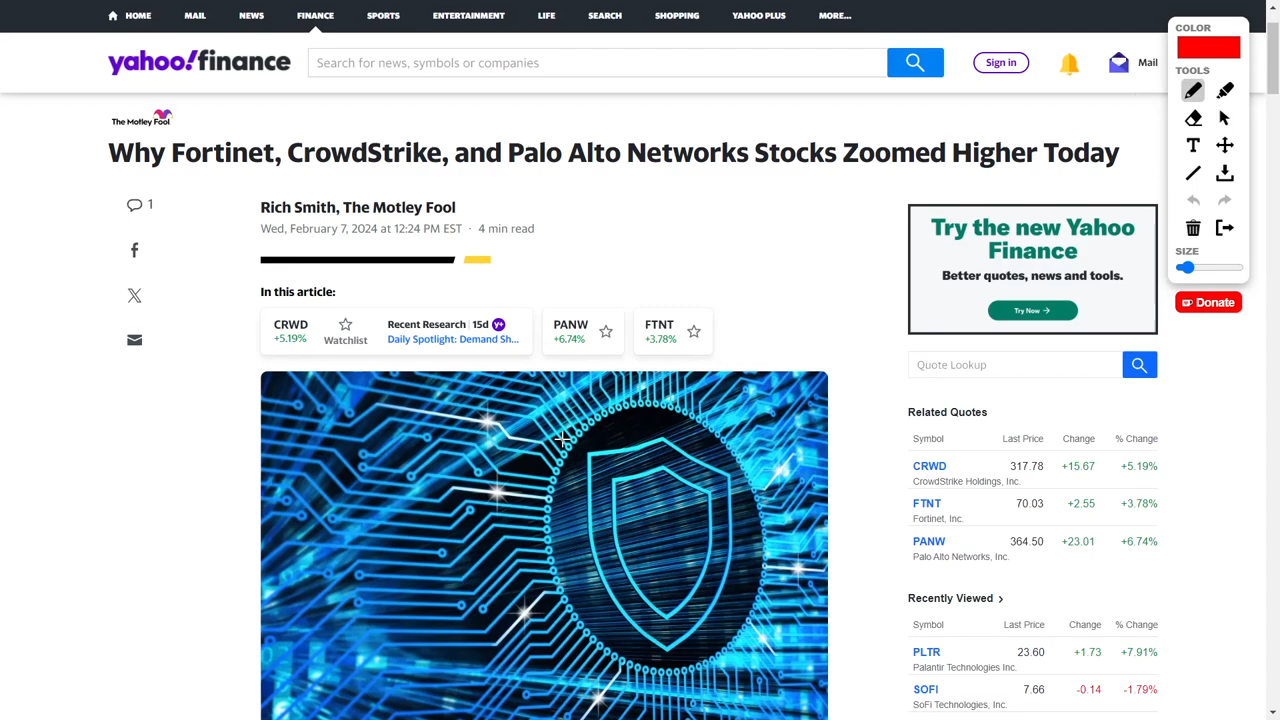 HOME MAIL NEWS FINANCE SPORTS ENTERTAINMENT LIFE SEARCH SHOPPING YAHOO PLUS MORE...
yahoo!finance
Search for news, symbols or companies
Sign in
Mail
The Motley Fool
Why Fortinet, CrowdStrike, and Palo Alto Networks Stocks Zoomed Higher Today
1
Rich Smith, The Motley Fool
Wed, February 7, 2024 at 12:24 PM EST · 4 min read
In this article:
CRWD
+5.19%
Watchlist
Recent Research 15d Y+
Daily Spotlight: Demand Sh...
PANW
+6.74%
FTNT
+3.78%
Try the new Yahoo
Finance
Better quotes, news and tools.
Try Now →
Quote Lookup
Related Quotes
Symbol Last Price Change % Change
CRWD 317.78 +15.67 +5.19%
CrowdStrike Holdings, Inc.
FTNT 70.03 +2.55 +3.78%
Fortinet, Inc.
PANW 364.50 +23.01 +6.74%
Palo Alto Networks, Inc.
Recently Viewed >
Symbol Last Price Change % Change
PLTR 23.60 +1.73 +7.91%
Palantir Technologies Inc.
SOFI 7.66 -0.14 -1.79%
SoFi Technologies, Inc.
COLOR
TOOLS
T
SIZE
Donate